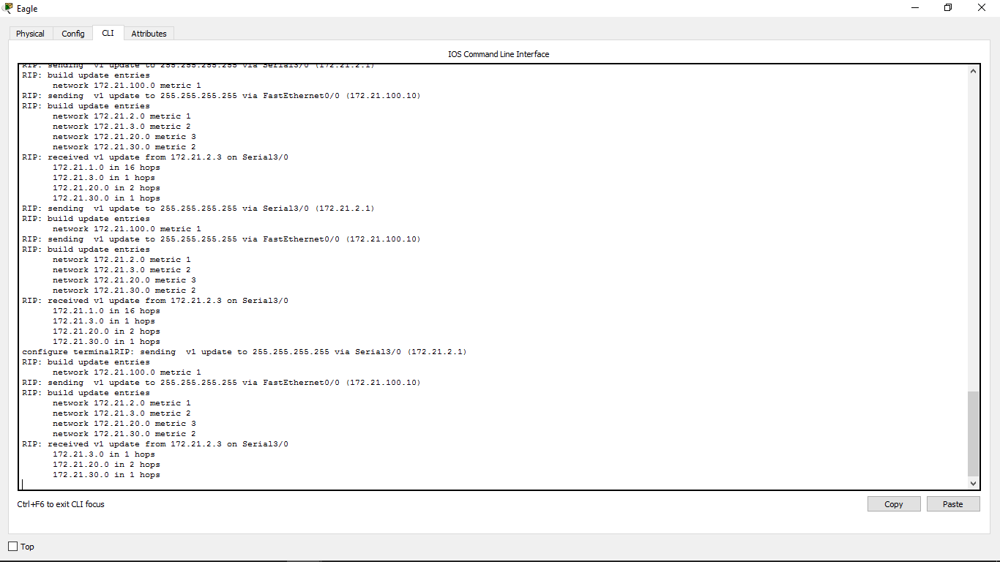 Eagle
Physical Config CLI Attributes
IOS Command Line Interface
RIP: sending  v1 update to 255.255.255.255 via Serial3/0 (172.21.2.1)
RIP: build update entries
      network 172.21.100.0 metric 1
RIP: sending  v1 update to 255.255.255.255 via FastEthernet0/0 (172.21.100.10)
RIP: build update entries
      network 172.21.2.0 metric 1
      network 172.21.3.0 metric 2
      network 172.21.20.0 metric 3
      network 172.21.30.0 metric 2
RIP: received v1 update from 172.21.2.3 on Serial3/0
      172.21.1.0 in 16 hops
      172.21.3.0 in 1 hops
      172.21.20.0 in 2 hops
      172.21.30.0 in 1 hops
RIP: sending  v1 update to 255.255.255.255 via Serial3/0 (172.21.2.1)
RIP: build update entries
      network 172.21.100.0 metric 1
RIP: sending  v1 update to 255.255.255.255 via FastEthernet0/0 (172.21.100.10)
RIP: build update entries
      network 172.21.2.0 metric 1
      network 172.21.3.0 metric 2
      network 172.21.20.0 metric 3
      network 172.21.30.0 metric 2
RIP: received v1 update from 172.21.2.3 on Serial3/0
      172.21.1.0 in 16 hops
      172.21.3.0 in 1 hops
      172.21.20.0 in 2 hops
      172.21.30.0 in 1 hops
configure terminalRIP: sending  v1 update to 255.255.255.255 via Serial3/0 (172.21.2.1)
RIP: build update entries
      network 172.21.100.0 metric 1
RIP: sending  v1 update to 255.255.255.255 via FastEthernet0/0 (172.21.100.10)
RIP: build update entries
      network 172.21.2.0 metric 1
      network 172.21.3.0 metric 2
      network 172.21.20.0 metric 3
      network 172.21.30.0 metric 2
RIP: received v1 update from 172.21.2.3 on Serial3/0
      172.21.3.0 in 1 hops
      172.21.20.0 in 2 hops
      172.21.30.0 in 1 hops
Ctrl+F6 to exit CLI focus
Copy Paste
Top